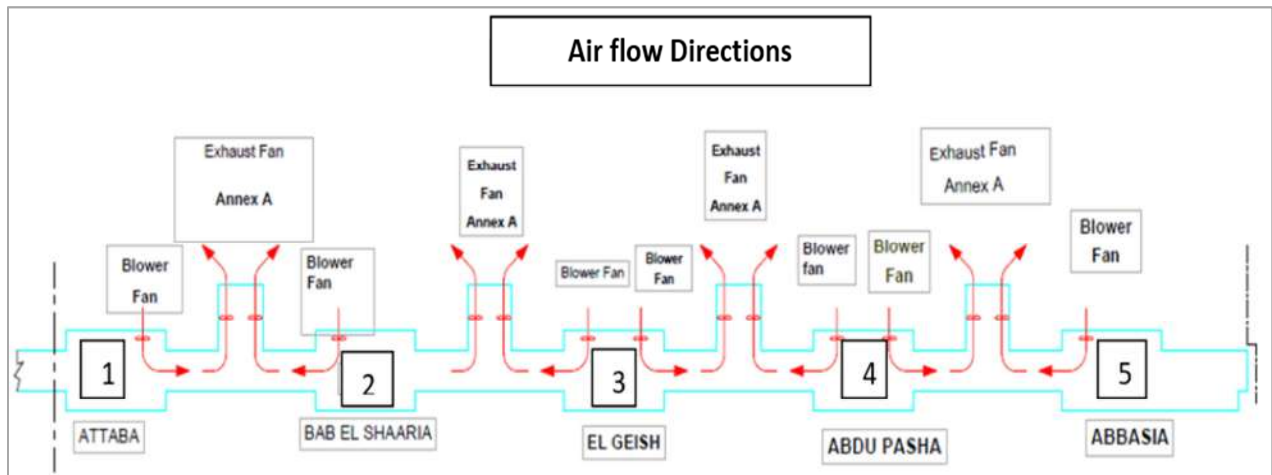 Air flow Directions
Exhaust Fan
Annex A
Exhaust
Fan
Annex A
Exhaust
Fan
Annex A
Exhaust Fan
Annex A
Blower
Fan
Blower
Fan
Blower Fan
Blower
Fan
Blower
fan
Blower
Fan
Blower
Fan
1
2
3
4
5
ATTABA
BAB EL SHAARIA
EL GEISH
ABDU PASHA
ABBASIA